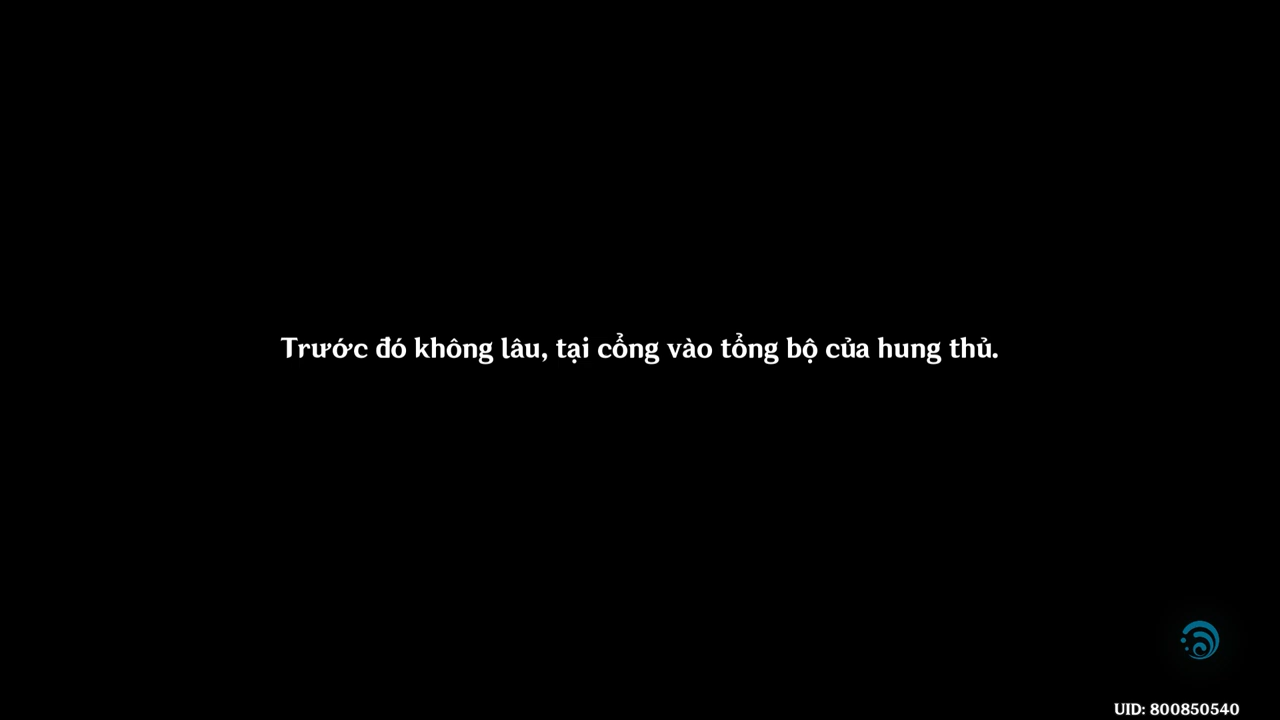 Trước đó không lâu, tại cổng vào tổng bộ của hung thủ.
UID: 800850540